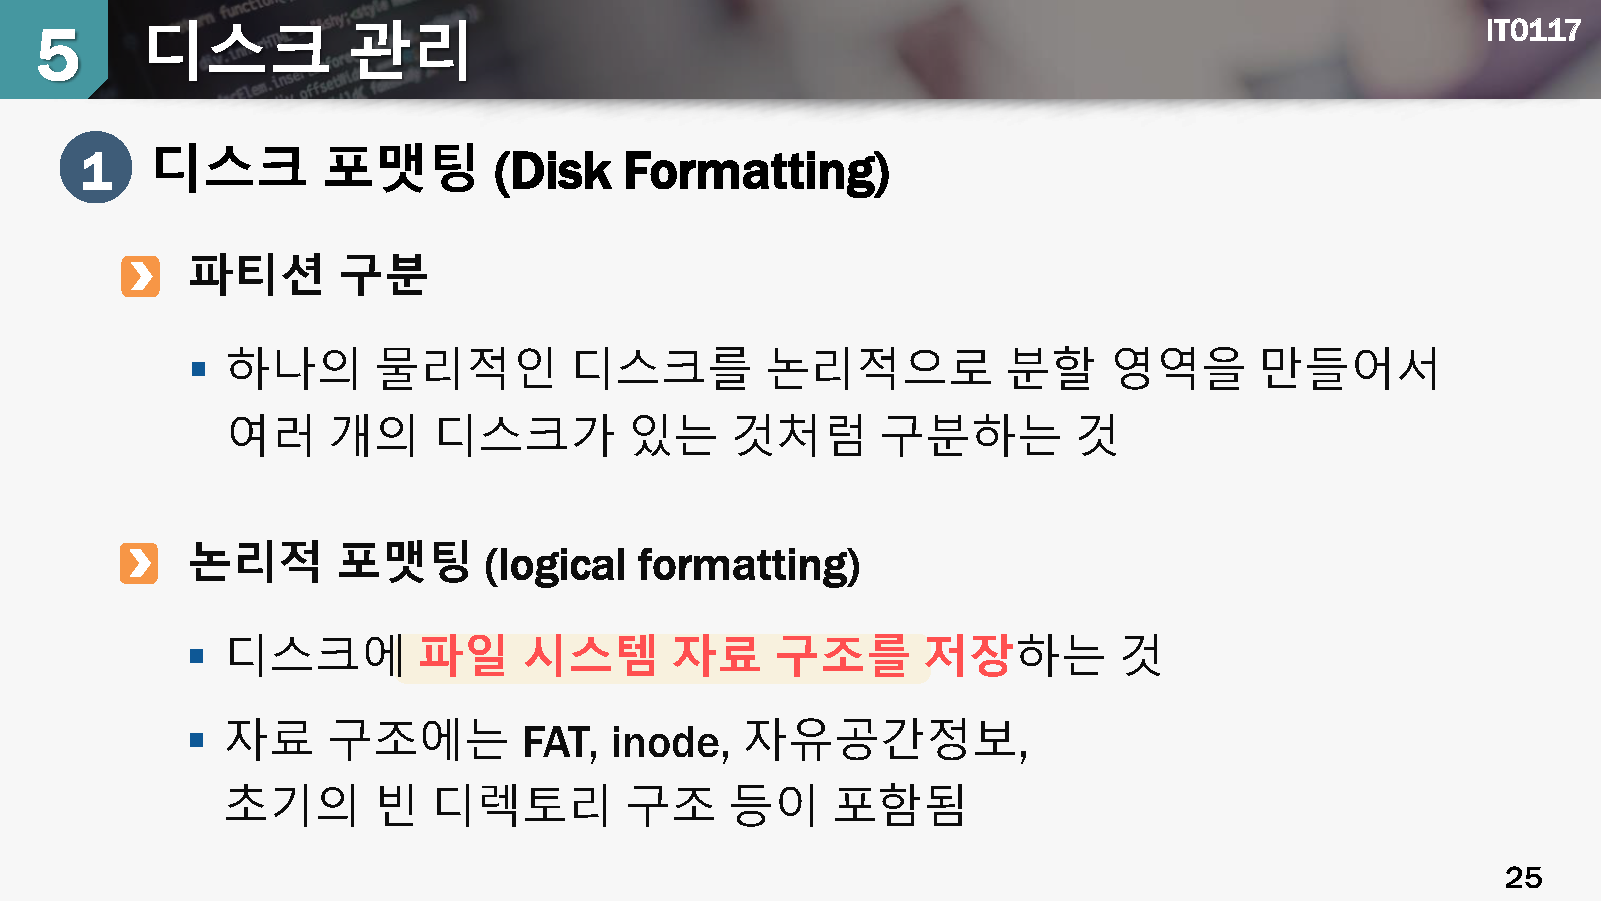 5 디스크 관리
IT0117
1 디스크 포맷팅 (Disk Formatting)
파티션 구분
하나의 물리적인 디스크를 논리적으로 분할 영역을 만들어서
여러 개의 디스크가 있는 것처럼 구분하는 것
논리적 포맷팅 (logical formatting)
디스크에 파일 시스템 자료 구조를 저장하는 것
자료 구조에는 FAT, inode, 자유공간정보,
초기의 빈 디렉토리 구조 등이 포함됨
25